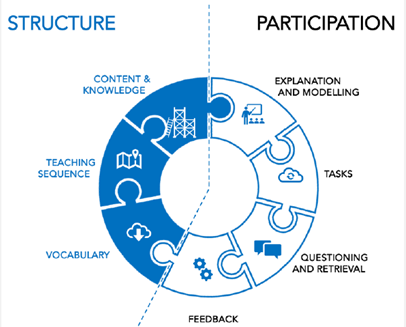 STRUCTURE
PARTICIPATION
CONTENT &
KNOWLEDGE
EXPLANATION
AND MODELLING
TEACHING
SEQUENCE
TASKS
VOCABULARY
QUESTIONING
AND RETRIEVAL
FEEDBACK